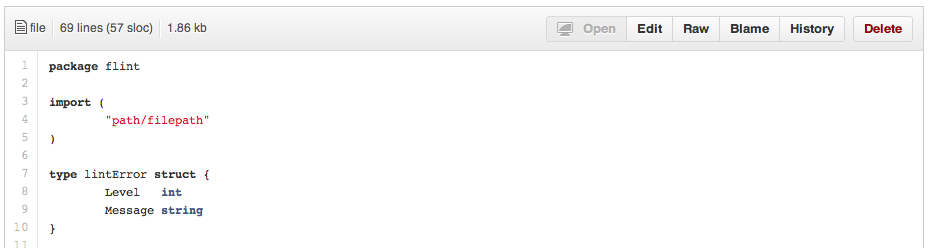 file 69 lines (57 sloc) 1.86 kb Open Edit Raw Blame History Delete
1 package flint
2
3 import (
4 "path/filepath"
5 )
6
7 type lintError struct {
8 Level int
9 Message string
10 }
11